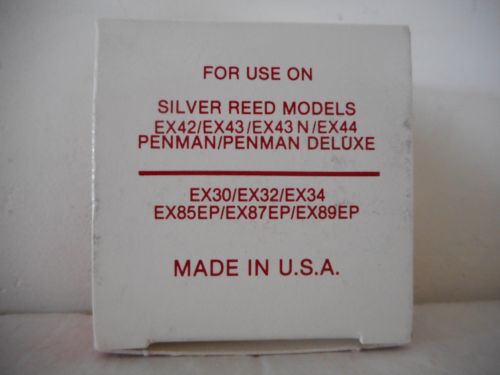 FOR USE ON
SILVER REED MODELS
EX42/EX43/EX43 N/EX44
PENMAN/PENMAN DELUXE
EX30/EX32/EX34
EX85EP/EX87EP/EX89EP
MADE IN U.S.A.